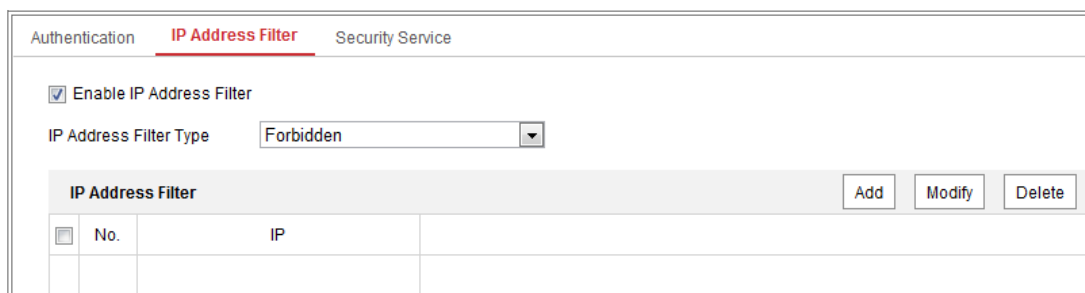 Authentication IP Address Filter Security Service
Enable IP Address Filter
IP Address Filter Type Forbidden
IP Address Filter Add Modify Delete
No. IP